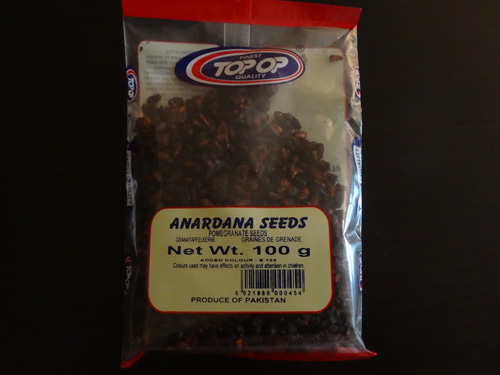 FINEST
TOP-OP
QUALITY
ANARDANA SEEDS
POMEGRANATE SEEDS
GRANATAPFELKERNE GRAINES DE GRENADE
Net Wt. 100 g
ADDED COLOUR : E 155
Colours used may have effects on activity and attention in children
5 021885 000454
PRODUCE OF PAKISTAN